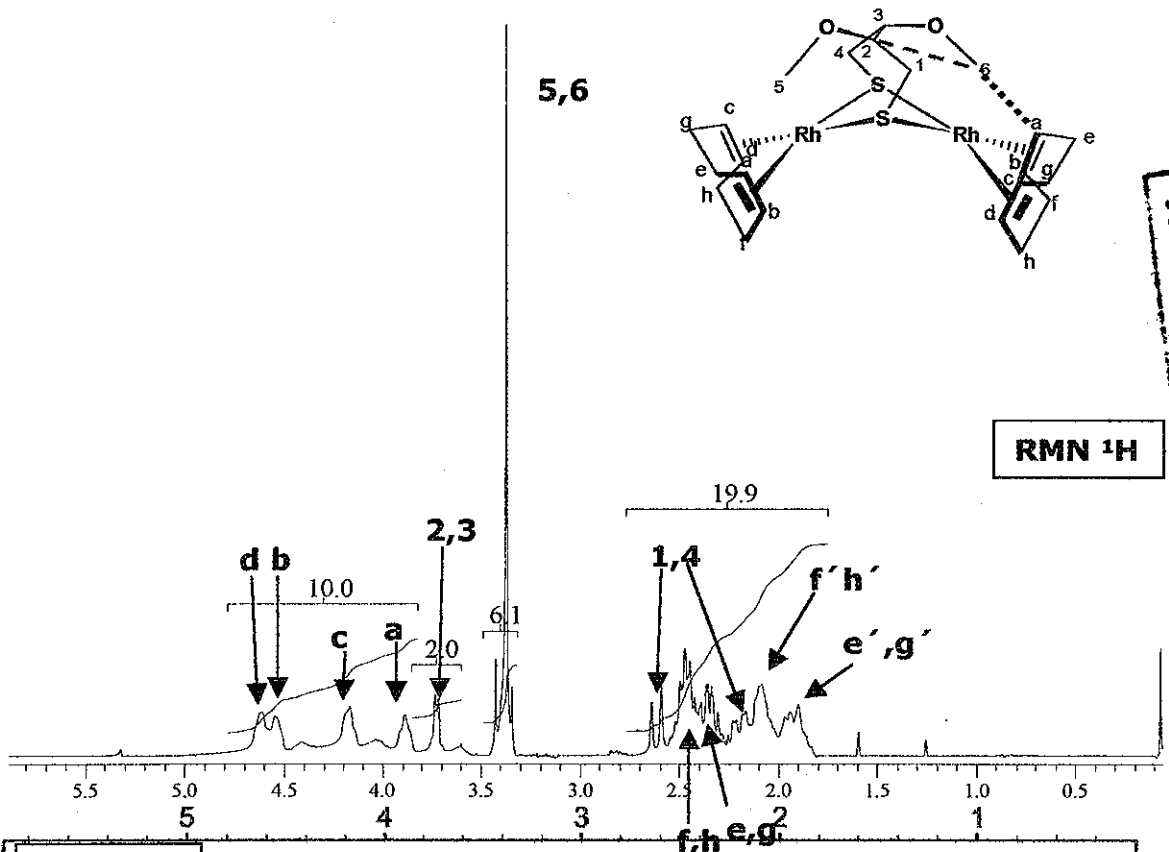 3
O O
4 2 1 6
5
5,6
S
S
g c Rh Rh a e
d b
a c g
e f
h b d
f h
RMN ¹H
19.9
2,3
d b 1,4 f´h´
10.0
c a 6.1 e´,g´
2.0
5.5 5.0 4.5 4.0 3.5 3.0 2.5 2.0 1.5 1.0 0.5
5 4 3 2 1
f,h e,g